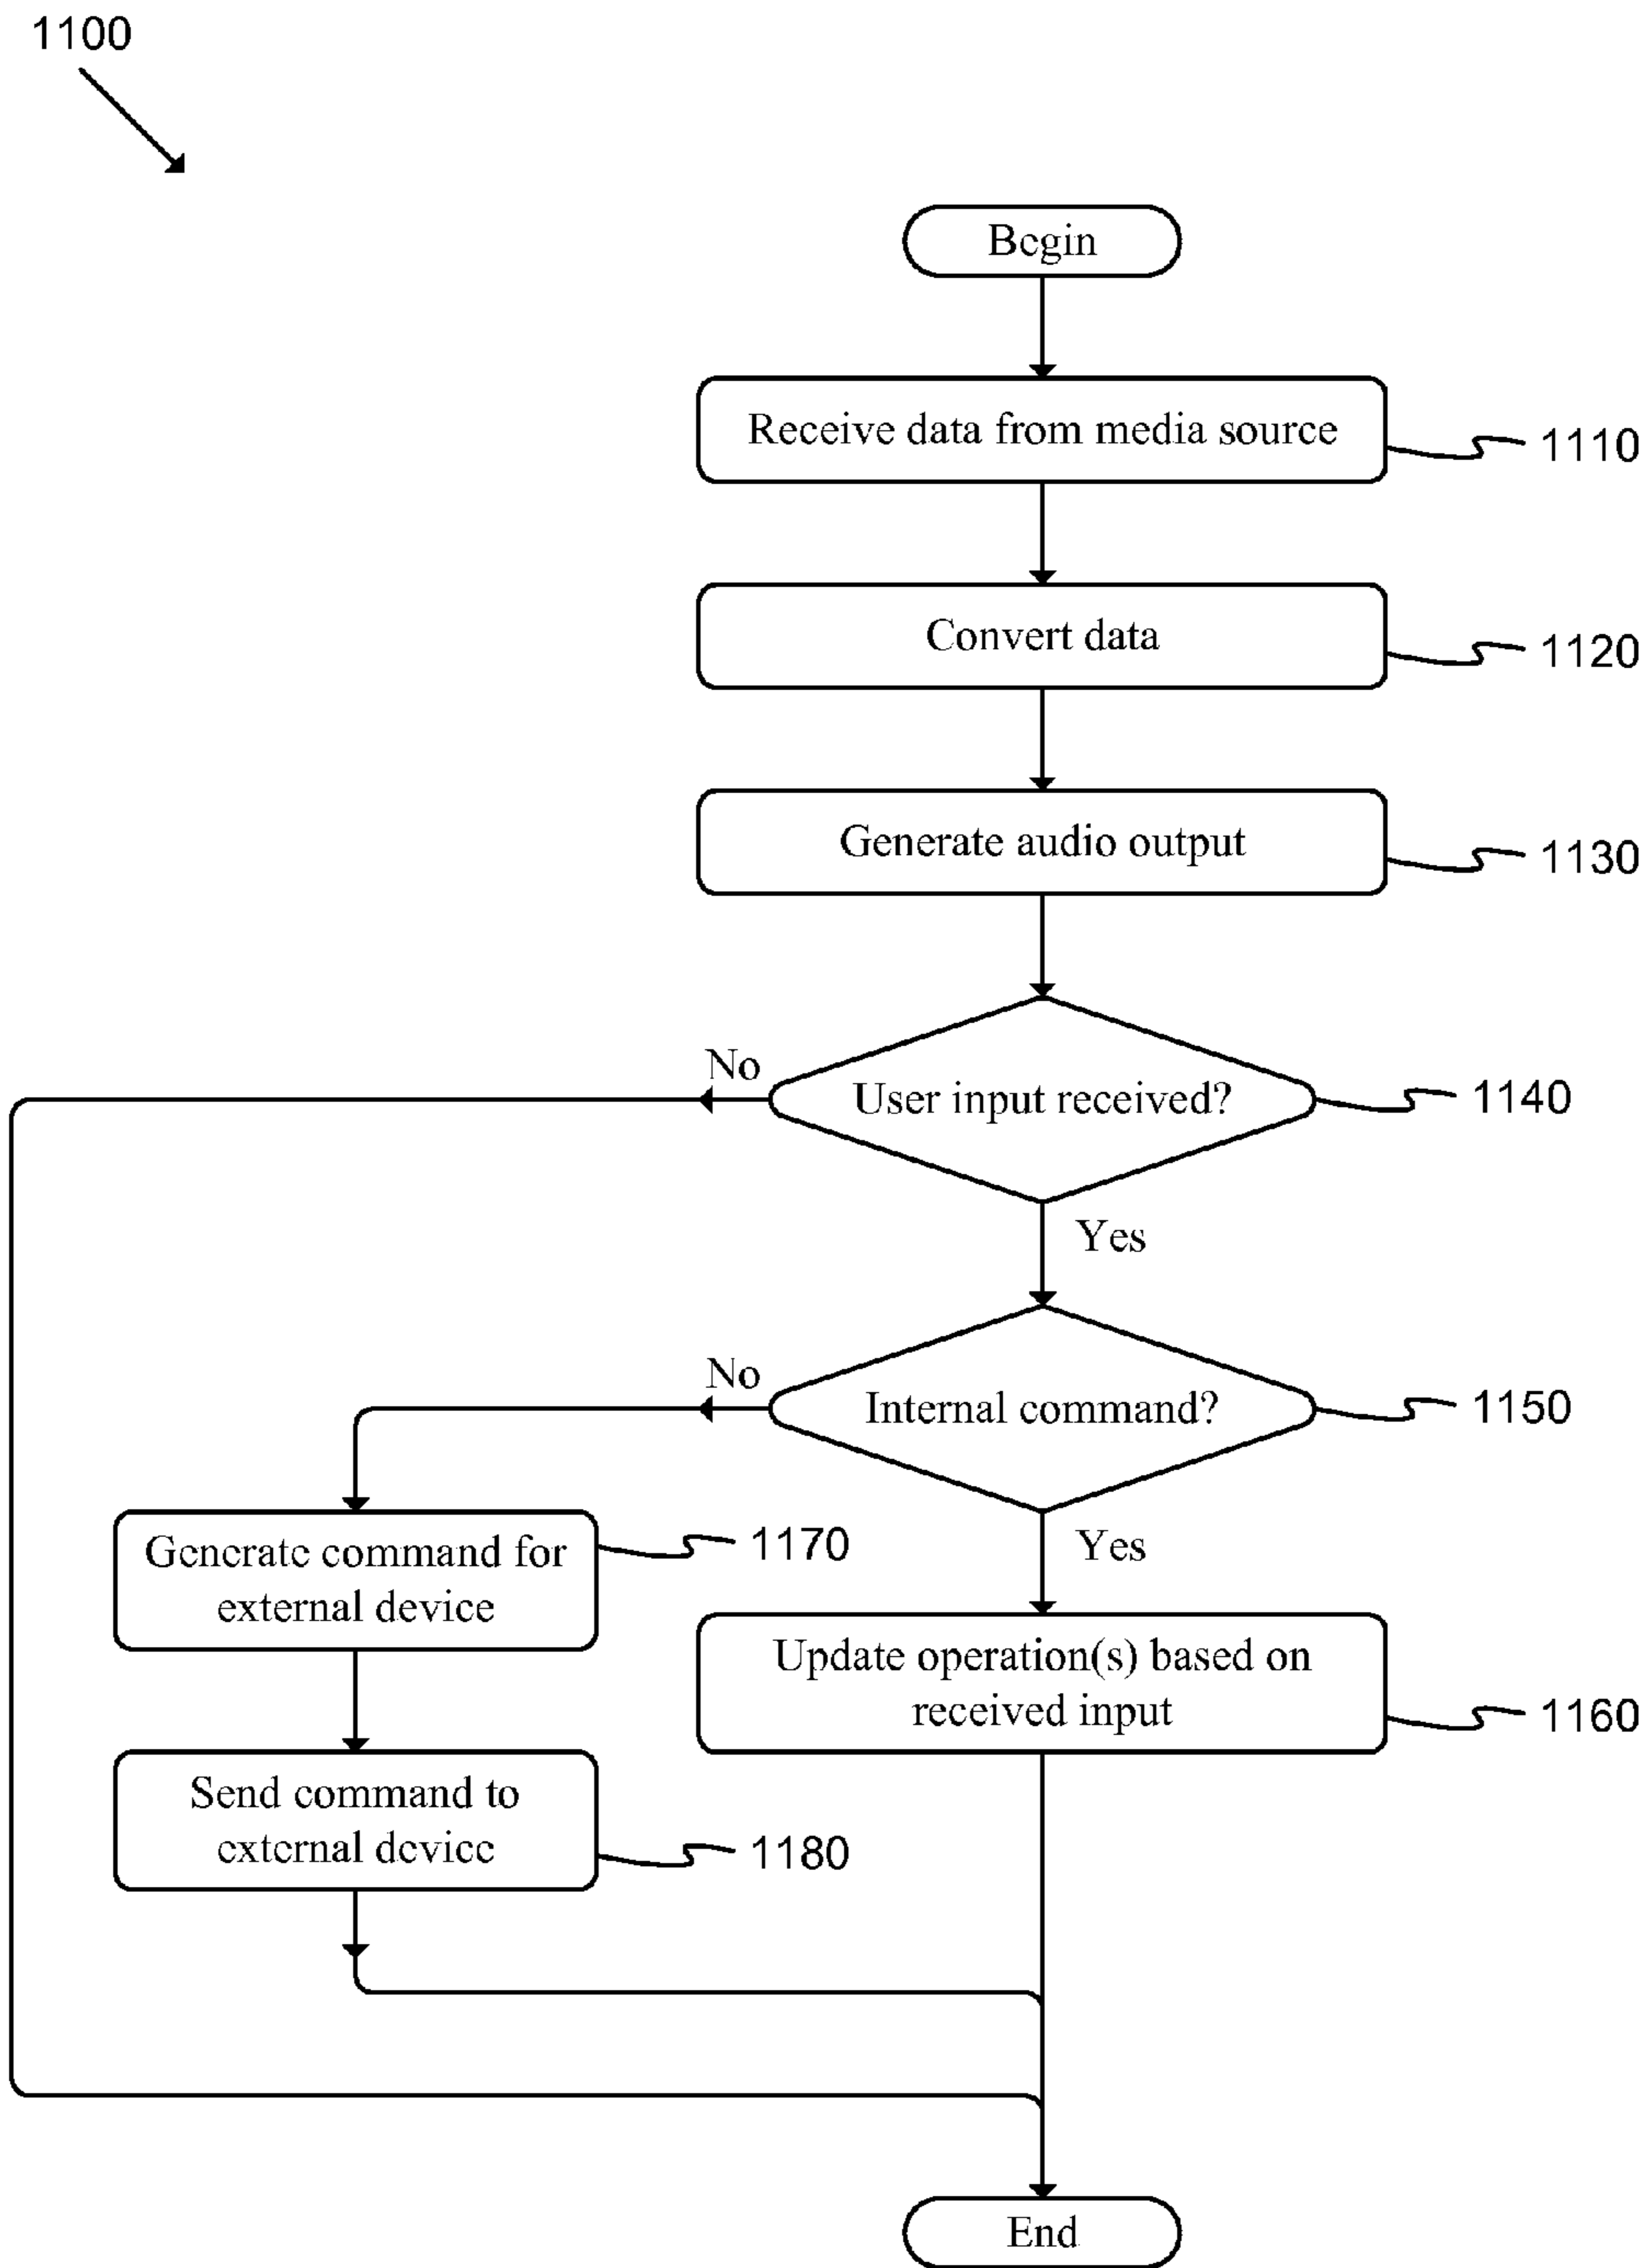 1100
Begin
Receive data from media source
1110
Convert data
1120
Generate audio output
1130
No
User input received?
1140
Yes
No
Internal command?
1150
Yes
Generate command for
external device
1170
Update operation(s) based on
received input
1160
Send command to
external device
1180
End